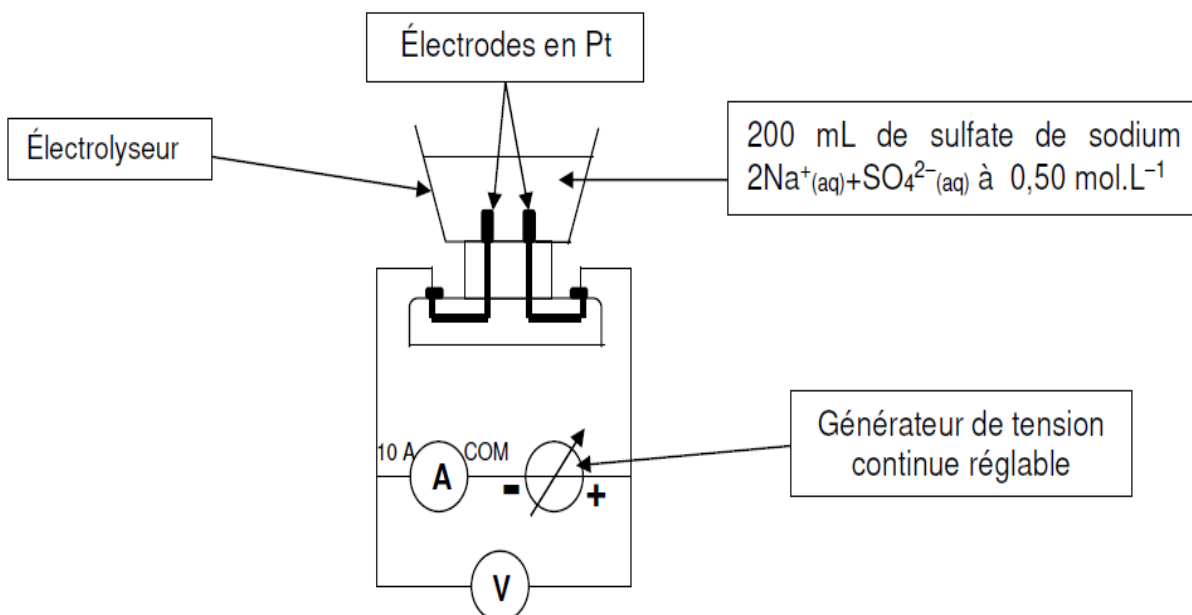 Électrodes en Pt
Électrolyseur
200 mL de sulfate de sodium
2Na⁺(aq)+SO₄²⁻(aq) à 0,50 mol.L⁻¹
10 A
A
COM
-
+
Générateur de tension
continue réglable
V